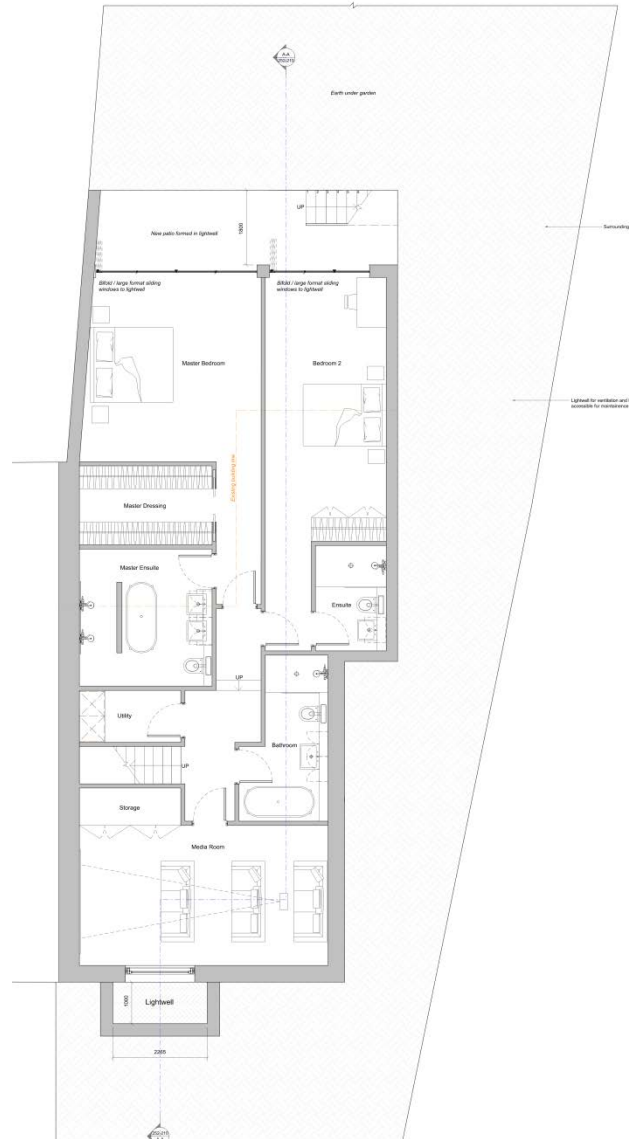 A-A
Earth under garden
UP
1800
New patio formed in lightwell
Surrounding
Bifold / large format sliding
windows to lightwell
Bifold / large format sliding
windows to lightwell
Master Bedroom
Bedroom 2
Lightwell for ventilation and
accessible for maintainence
Existing building line
Master Dressing
Master Ensuite
Ensuite
UP
Utility
Bathroom
UP
Storage
Media Room
Lightwell
1000
2265